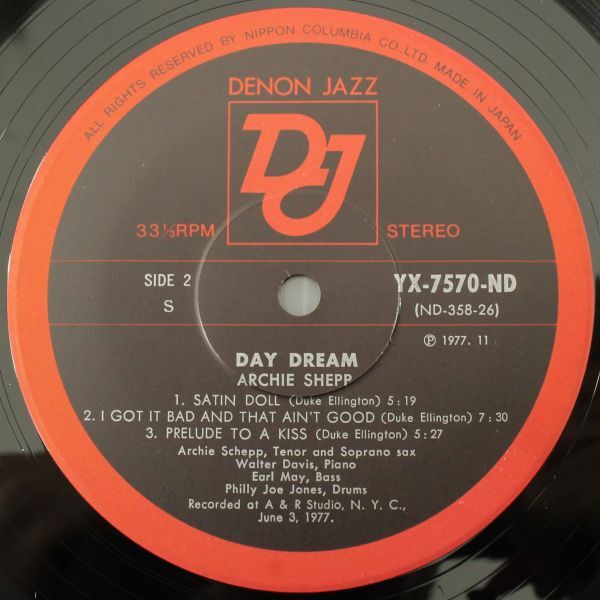 ALL RIGHTS RESERVED BY NIPPON COLUMBIA CO., LTD. MADE IN JAPAN
DENON JAZZ
DJ
33⅓RPM STEREO
SIDE 2 YX-7570-ND
S (ND-358-26)
℗ 1977. 11
DAY DREAM
ARCHIE SHEPP
1. SATIN DOLL (Duke Ellington) 5:19
2. I GOT IT BAD AND THAT AIN'T GOOD (Duke Ellington) 7:30
3. PRELUDE TO A KISS (Duke Ellington) 5:27
Archie Schepp, Tenor and Soprano sax
Walter Davis, Piano
Earl May, Bass
Philly Joe Jones, Drums
Recorded at A & R Studio, N. Y. C.,
June 3, 1977.